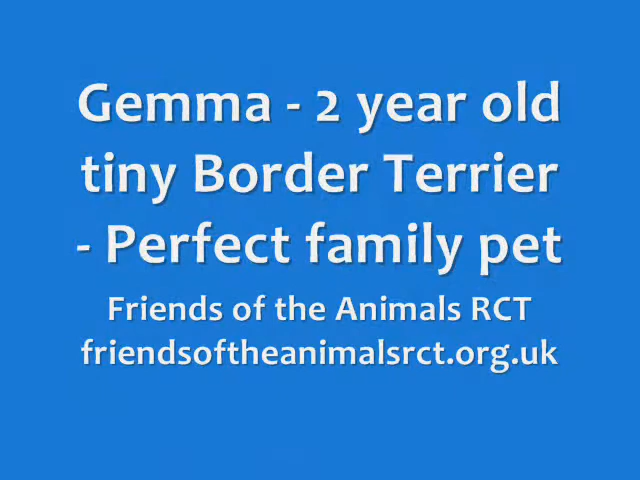 Gemma - 2 year old
tiny Border Terrier
- Perfect family pet
Friends of the Animals RCT
friendsoftheanimalsrct.org.uk